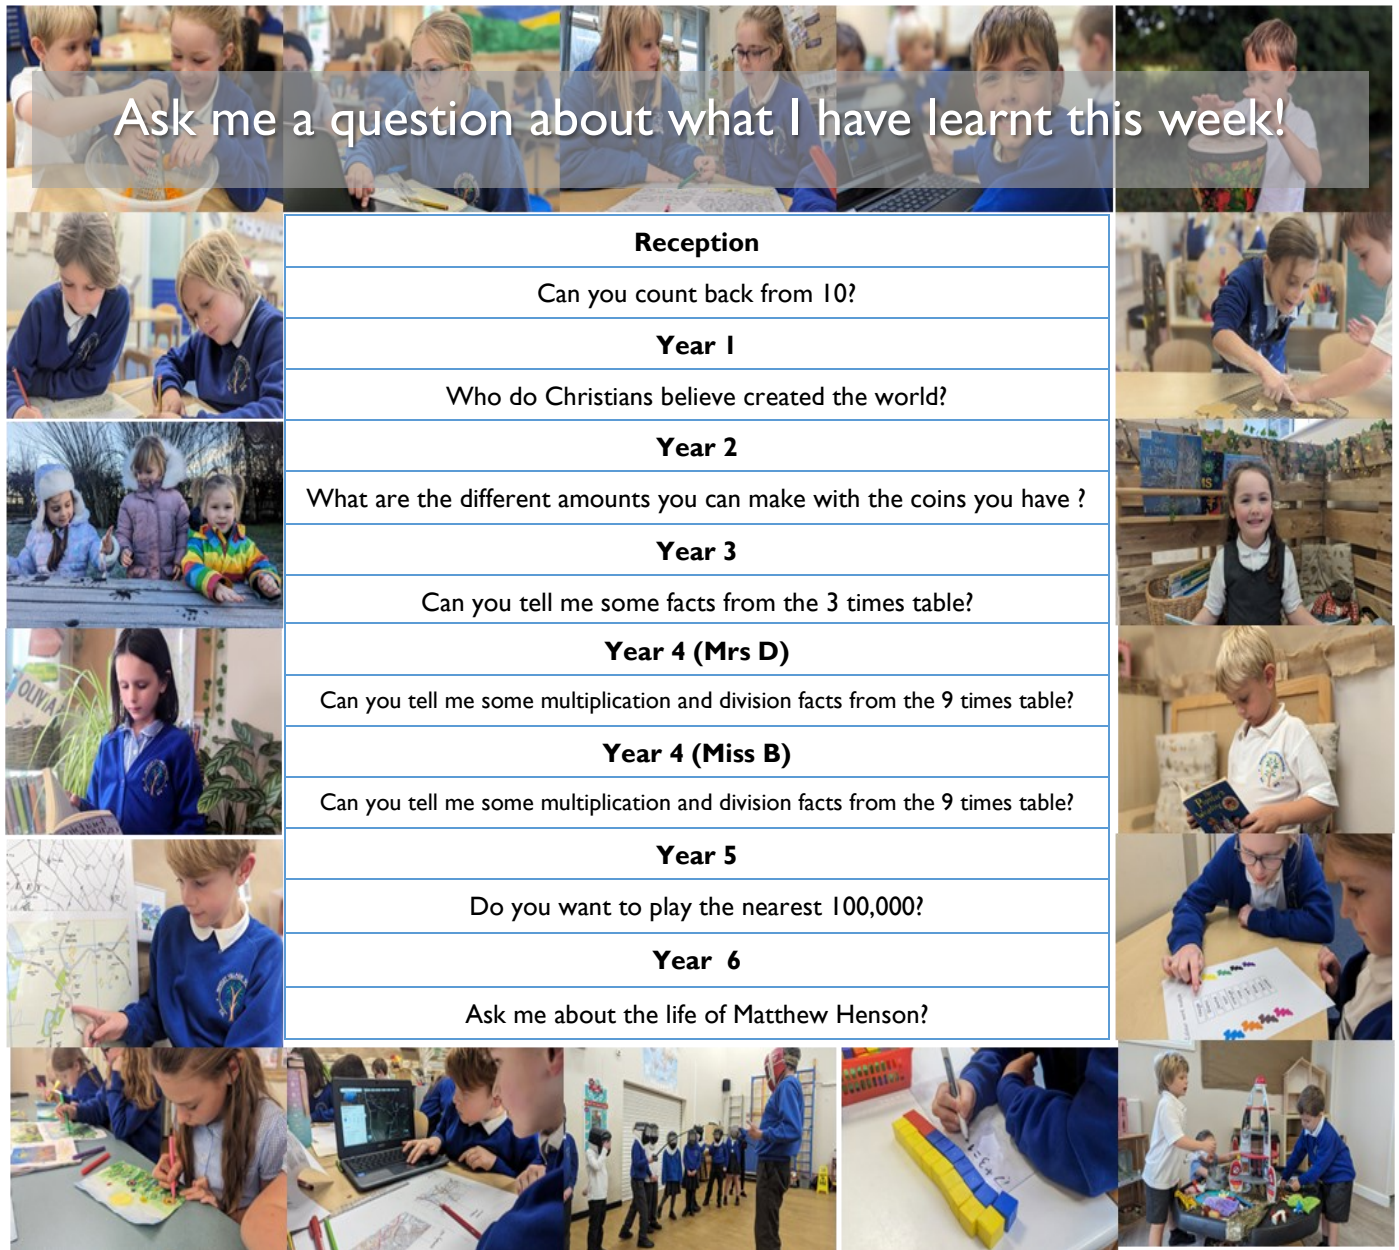 Ask me a question about what I have learnt this week!
Reception
Can you count back from 10?
Year 1
Who do Christians believe created the world?
Year 2
What are the different amounts you can make with the coins you have ?
Year 3
Can you tell me some facts from the 3 times table?
Year 4 (Mrs D)
Can you tell me some multiplication and division facts from the 9 times table?
Year 4 (Miss B)
Can you tell me some multiplication and division facts from the 9 times table?
Year 5
Do you want to play the nearest 100,000?
Year 6
Ask me about the life of Matthew Henson?
OLIVIA